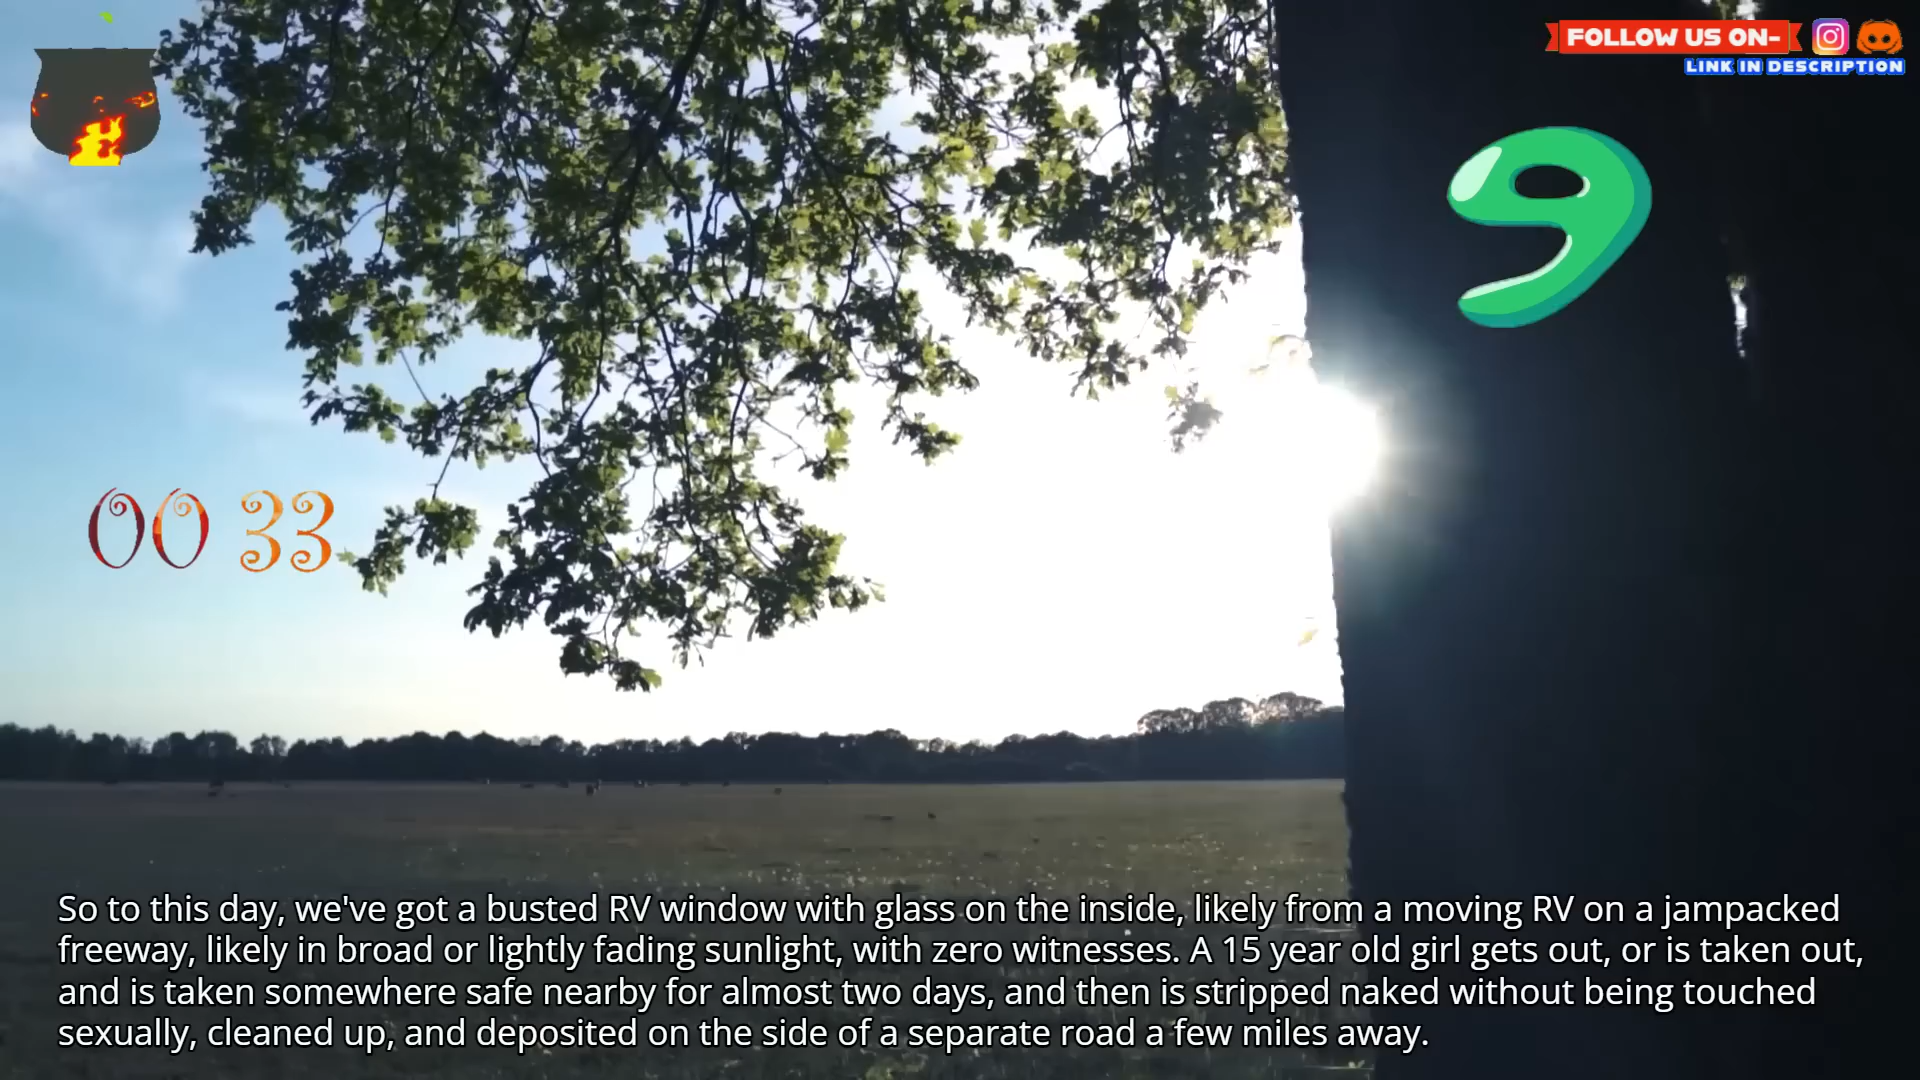 FOLLOW US ON-
LINK IN DESCRIPTION
9
00 33
So to this day, we've got a busted RV window with glass on the inside, likely from a moving RV on a jampacked
freeway, likely in broad or lightly fading sunlight, with zero witnesses. A 15 year old girl gets out, or is taken out,
and is taken somewhere safe nearby for almost two days, and then is stripped naked without being touched
sexually, cleaned up, and deposited on the side of a separate road a few miles away.